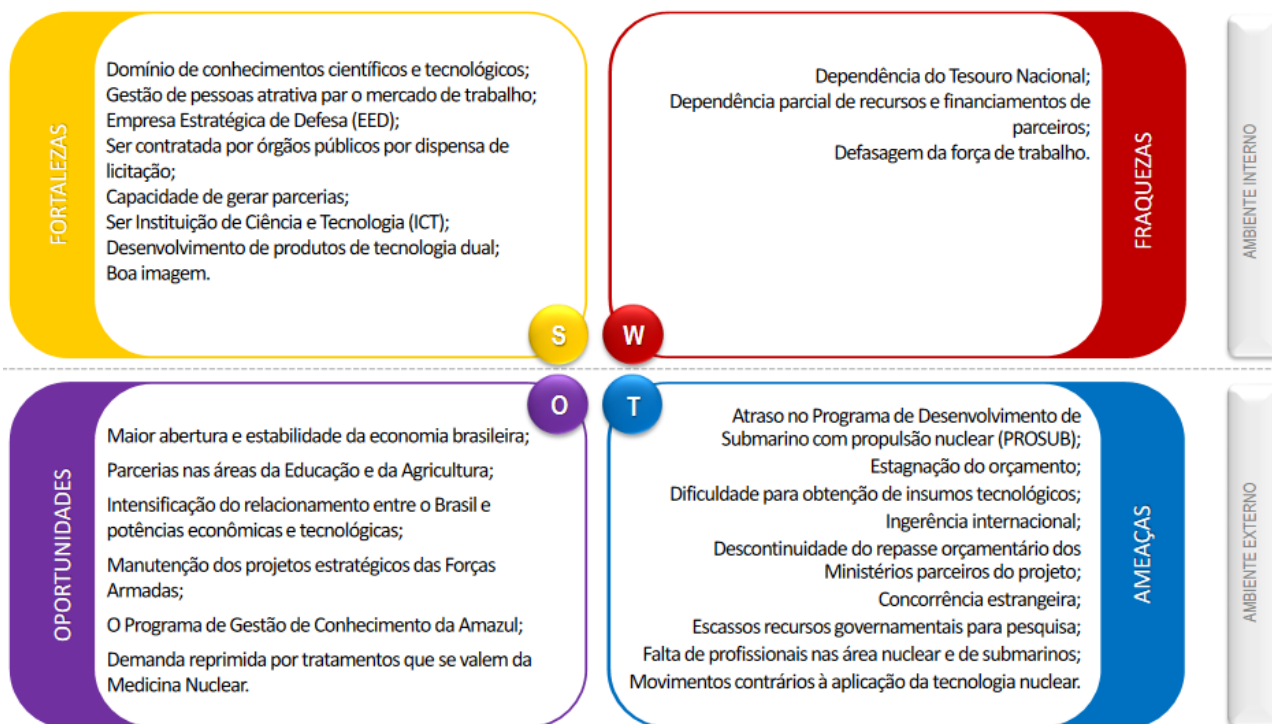 FORTALEZAS
Domínio de conhecimentos científicos e tecnológicos;
Gestão de pessoas atrativa par o mercado de trabalho;
Empresa Estratégica de Defesa (EED);
Ser contratada por órgãos públicos por dispensa de
licitação;
Capacidade de gerar parcerias;
Ser Instituição de Ciência e Tecnologia (ICT);
Desenvolvimento de produtos de tecnologia dual;
Boa imagem.
S
Dependência do Tesouro Nacional;
Dependência parcial de recursos e financiamentos de
parceiros;
Defasagem da força de trabalho.
W
FRAQUEZAS
AMBIENTE INTERNO
OPORTUNIDADES
O
Maior abertura e estabilidade da economia brasileira;
Parcerias nas áreas da Educação e da Agricultura;
Intensificação do relacionamento entre o Brasil e
potências econômicas e tecnológicas;
Manutenção dos projetos estratégicos das Forças
Armadas;
O Programa de Gestão de Conhecimento da Amazul;
Demanda reprimida por tratamentos que se valem da
Medicina Nuclear.
T
Atraso no Programa de Desenvolvimento de
Submarino com propulsão nuclear (PROSUB);
Estagnação do orçamento;
Dificuldade para obtenção de insumos tecnológicos;
Ingerência internacional;
Descontinuidade do repasse orçamentário dos
Ministérios parceiros do projeto;
Concorrência estrangeira;
Escassos recursos governamentais para pesquisa;
Falta de profissionais nas área nuclear e de submarinos;
Movimentos contrários à aplicação da tecnologia nuclear.
AMEAÇAS
AMBIENTE EXTERNO